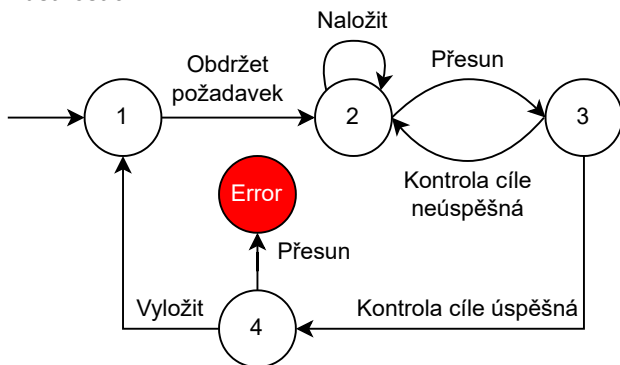 Naložit
Obdržet
požadavek
Přesun
1
2
3
Kontrola cíle
neúspěšná
Error
Přesun
Vyložit
4
Kontrola cíle úspěšná